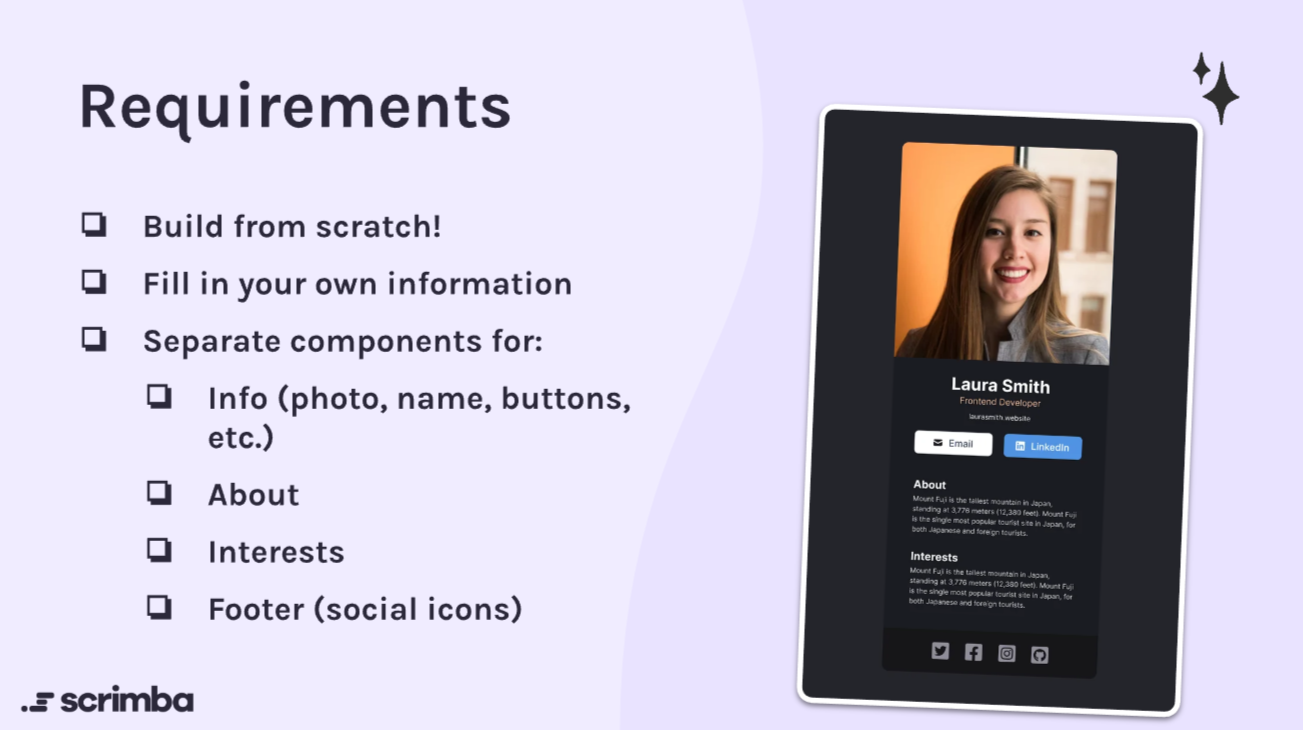 Requirements
Build from scratch!
Fill in your own information
Separate components for:
Info (photo, name, buttons,
etc.)
About
Interests
Footer (social icons)
scrimba
Laura Smith
Frontend Developer
laurasmith.website
Email
LinkedIn
About
Mount Fuji is the tallest mountain in Japan,
standing at 3,776 meters (12,380 feet). Mount Fuji
is the single most popular tourist site in Japan, for
both Japanese and foreign tourists.
Interests
Mount Fuji is the tallest mountain in Japan,
standing at 3,776 meters (12,380 feet). Mount Fuji
is the single most popular tourist site in Japan, for
both Japanese and foreign tourists.